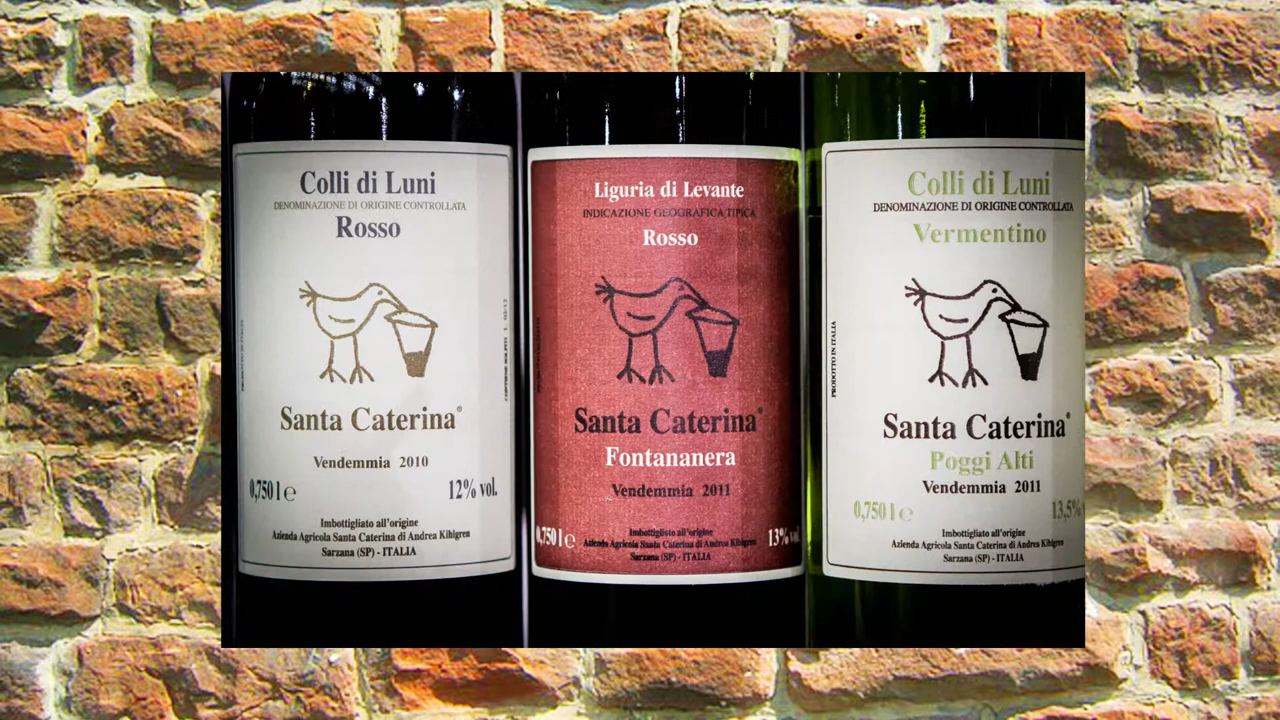 Colli di Luni
DENOMINAZIONE DI ORIGINE CONTROLLATA
Rosso
Santa Caterina®
Vendemmia 2010
0,750 l e
12% vol.
Imbottigliato all'origine
Azienda Agricola Santa Caterina di Andrea Kihlgren
Sarzana (SP) - ITALIA
Liguria di Levante
INDICAZIONE GEOGRAFICA TIPICA
Rosso
Santa Caterina®
Fontananera
Vendemmia 2011
0,750 l e
13% vol.
Imbottigliato all'origine
Azienda Agricola Santa Caterina di Andrea Kihlgren
Sarzana (SP) - ITALIA
Colli di Luni
DENOMINAZIONE DI ORIGINE CONTROLLATA
Vermentino
PRODOTTO IN ITALIA
Santa Caterina®
Poggi Alti
Vendemmia 2011
0,750 l e
13,5%
Imbottigliato all'origine
Azienda Agricola Santa Caterina di Andrea Kihlgren
Sarzana (SP) - ITALIA